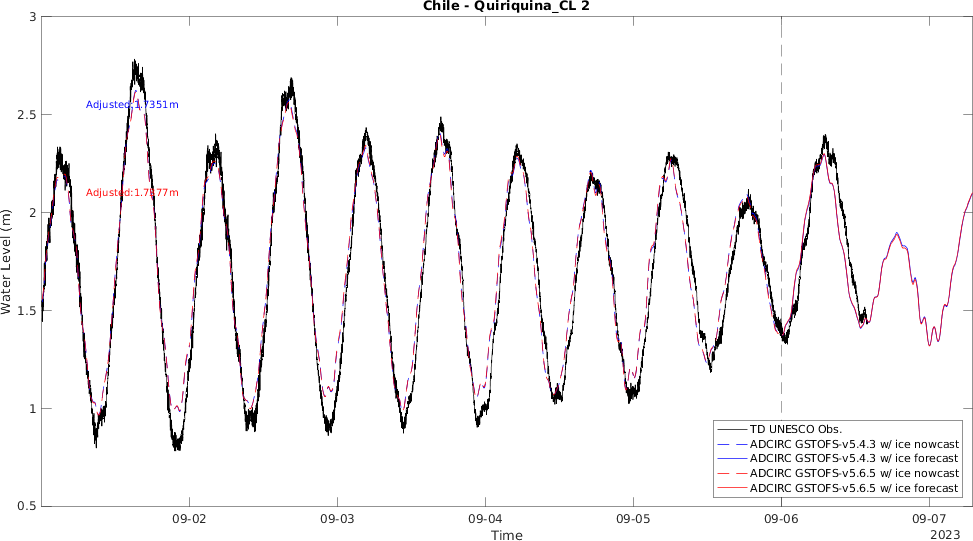 Chile - Quiriquina_CL 2
3
2.5
2
1.5
1
0.5
Water Level (m)
Adjusted:1.7351m
09-02
09-03
09-04
09-05
09-06
09-07
Time
2023
TD UNESCO Obs.
ADCIRC GSTOFS-v5.4.3 w/ ice nowcast
ADCIRC GSTOFS-v5.4.3 w/ ice forecast
ADCIRC GSTOFS-v5.6.5 w/ ice nowcast
ADCIRC GSTOFS-v5.6.5 w/ ice forecast